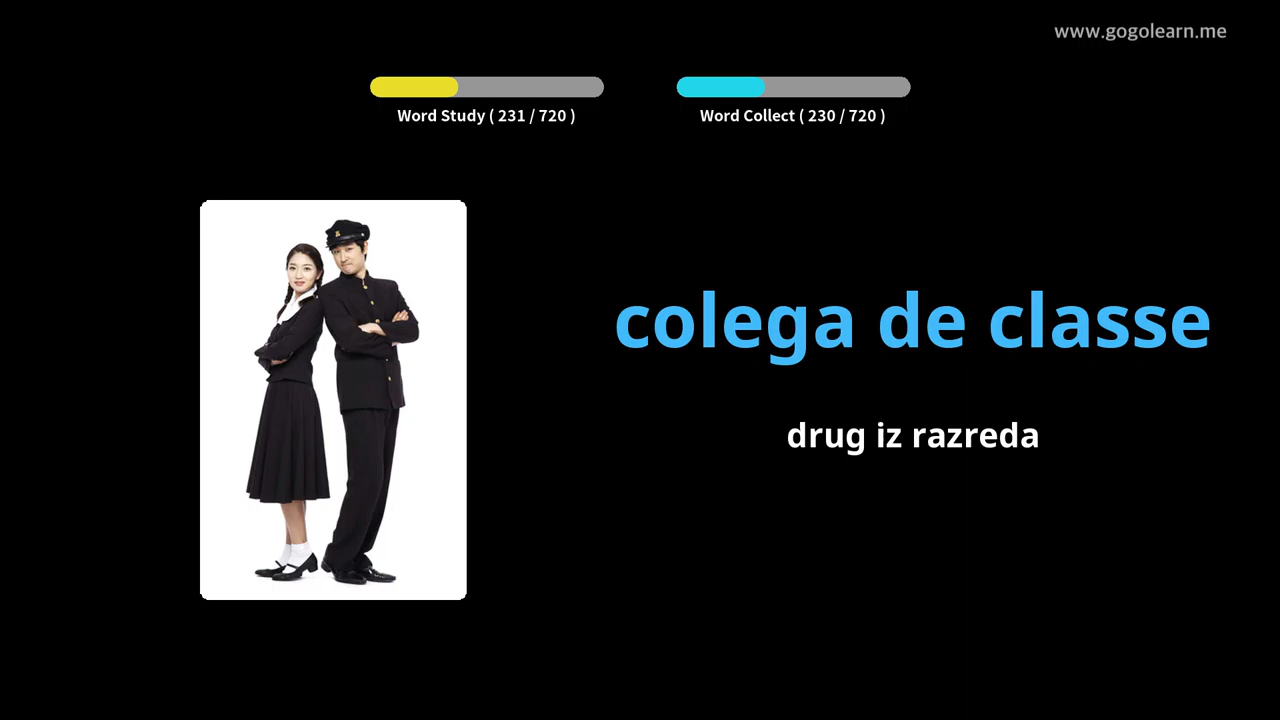 www.gogolearn.me
Word Study ( 231 / 720 )
Word Collect ( 230 / 720 )
colega de classe
drug iz razreda